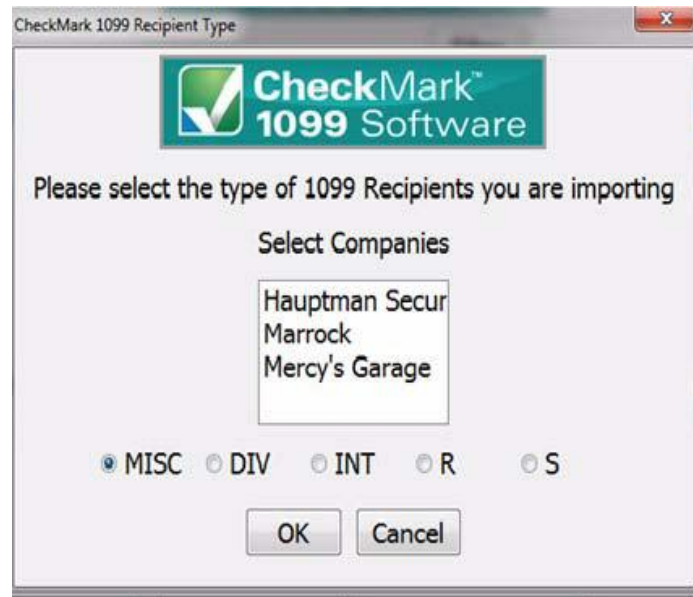 CheckMark 1099 Recipient Type
x
CheckMark™
1099 Software
Please select the type of 1099 Recipients you are importing
Select Companies
Hauptman Secur
Marrock
Mercy's Garage
MISC DIV INT R S
OK Cancel